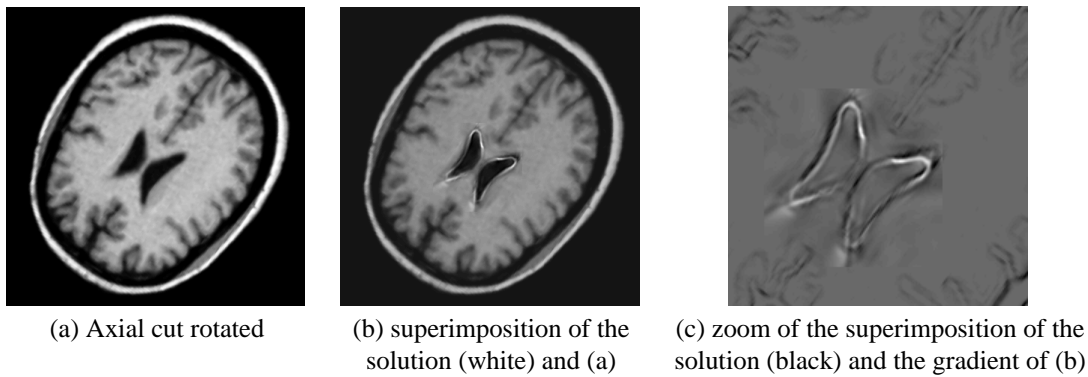 (a) Axial cut rotated
(b) superimposition of the
solution (white) and (a)
(c) zoom of the superimposition of the
solution (black) and the gradient of (b)